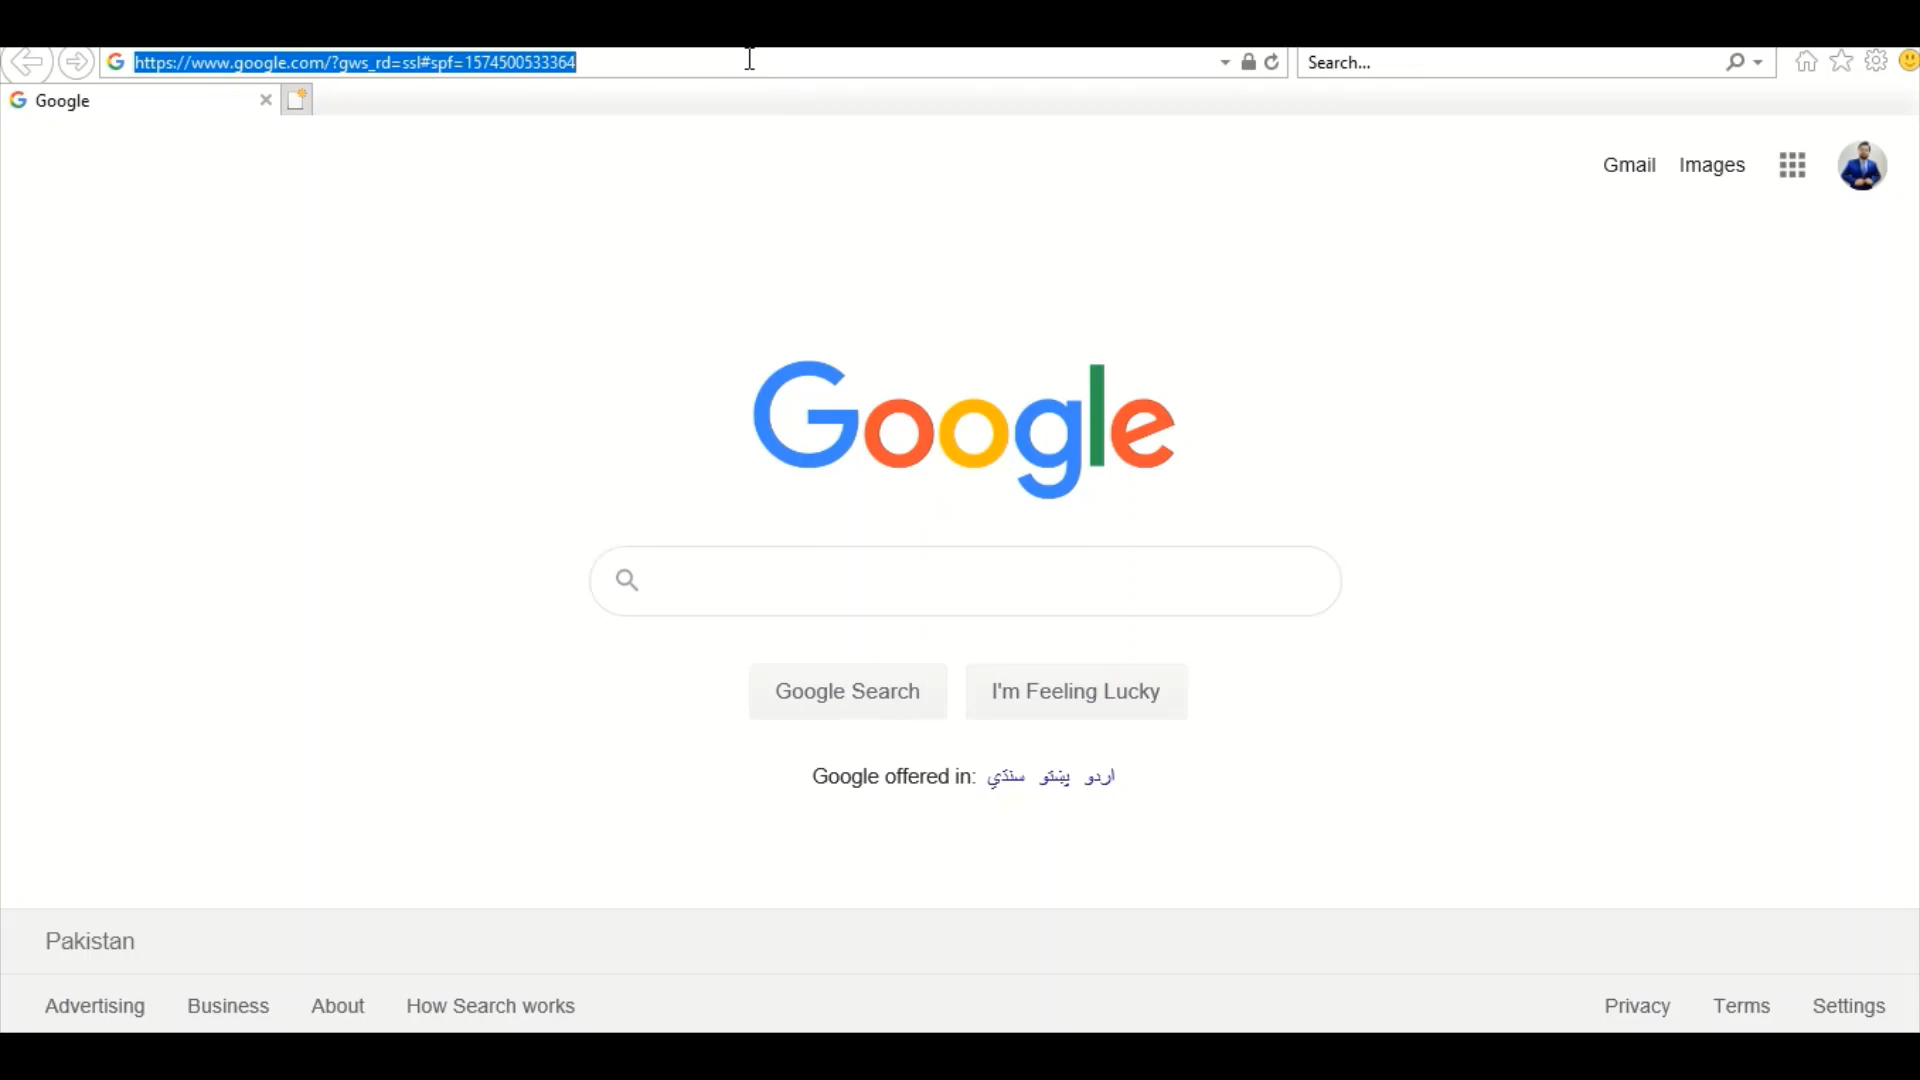 https://www.google.com/?gws_rd=ssl#spf=1574500533364
Search...
Google
Gmail Images
Google
Google Search I'm Feeling Lucky
Google offered in: اردو پښتو سنڌي
Pakistan
Advertising Business About How Search works Privacy Terms Settings